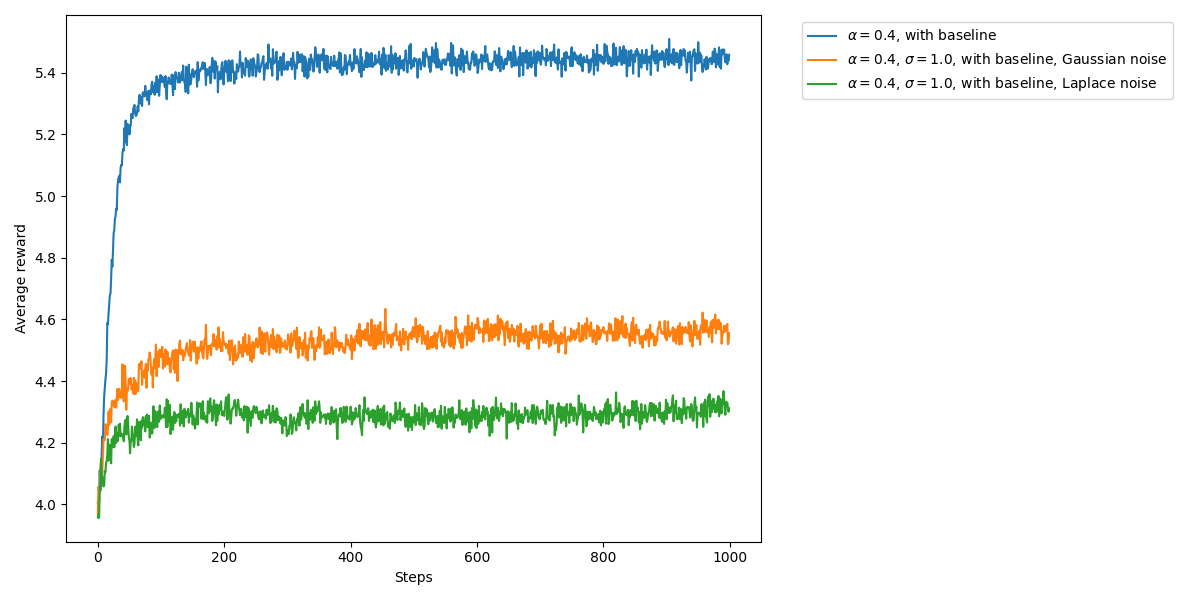 5.4
5.2
5.0
4.8
4.6
4.4
4.2
4.0
Average reward
0
200
400
600
800
1000
Steps
α = 0.4, with baseline
α = 0.4, σ = 1.0, with baseline, Gaussian noise
α = 0.4, σ = 1.0, with baseline, Laplace noise